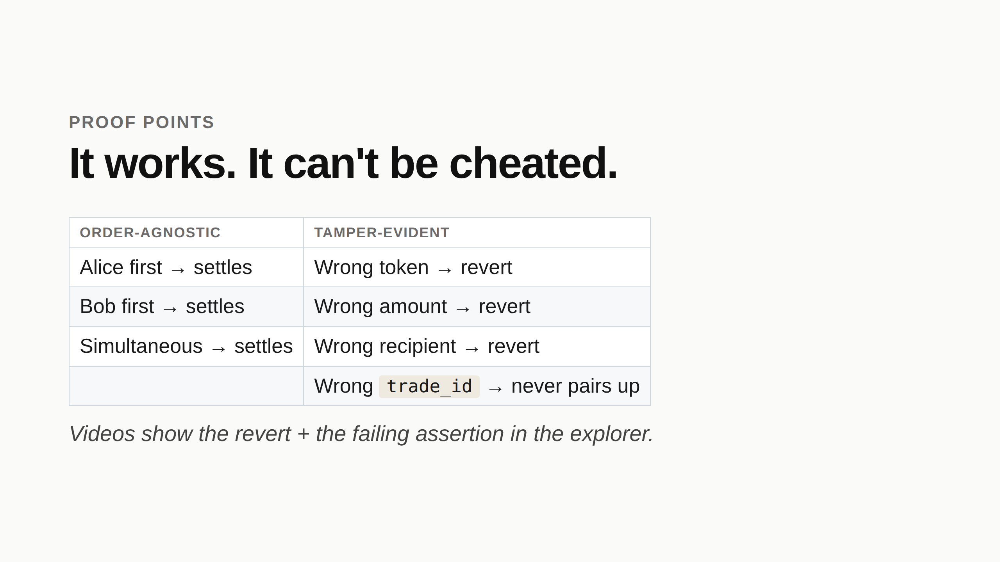 PROOF POINTS
It works. It can't be cheated.
ORDER-AGNOSTIC TAMPER-EVIDENT
Alice first → settles Wrong token → revert
Bob first → settles Wrong amount → revert
Simultaneous → settles Wrong recipient → revert
Wrong trade_id → never pairs up
Videos show the revert + the failing assertion in the explorer.